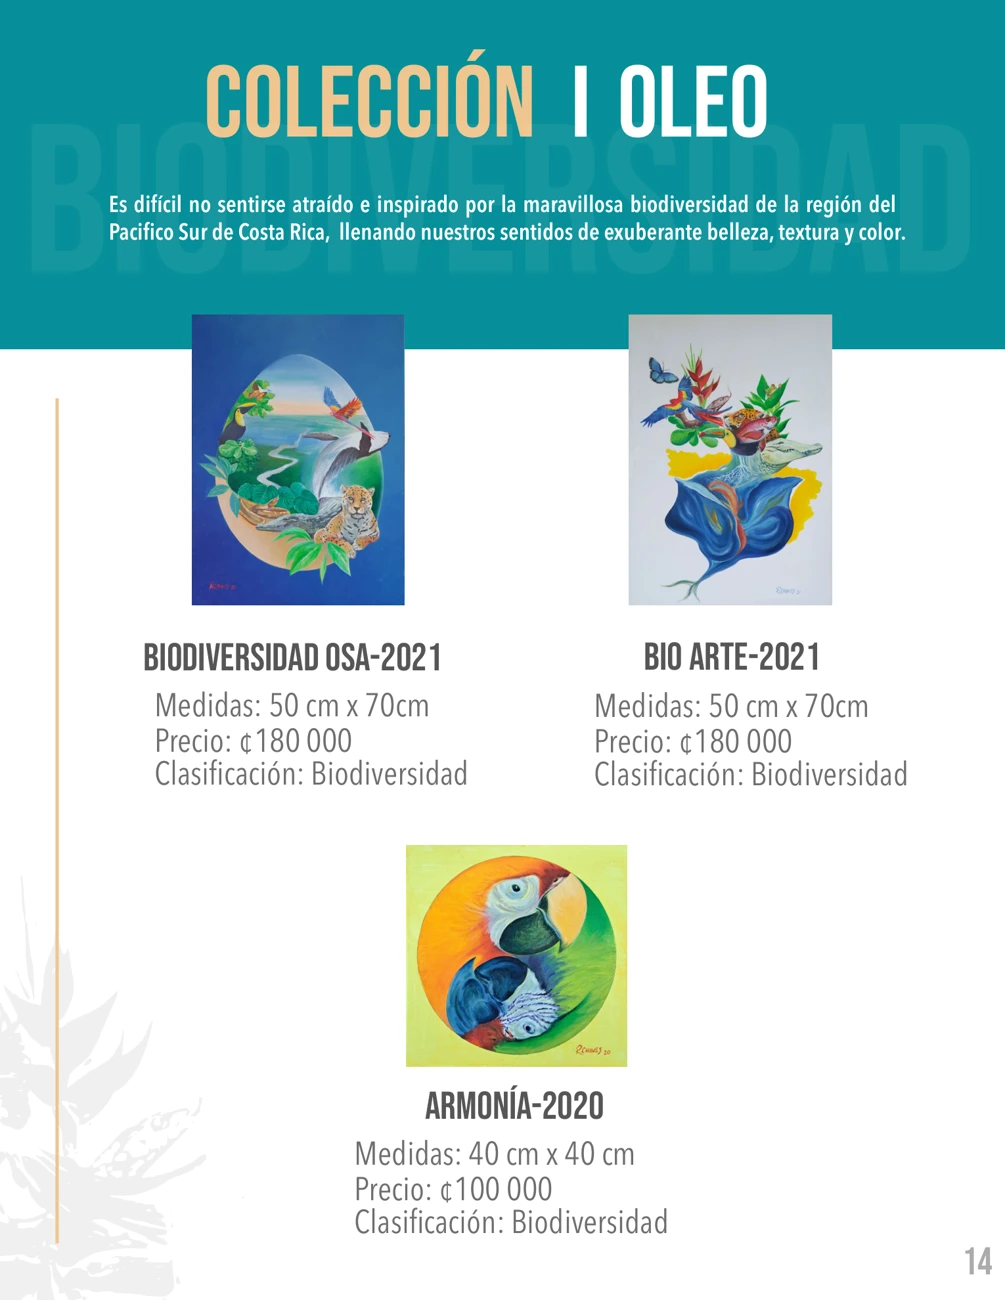 COLECCIÓN I OLEO
BIODIVERSIDAD
Es difícil no sentirse atraído e inspirado por la maravillosa biodiversidad de la región del
Pacifico Sur de Costa Rica, llenando nuestros sentidos de exuberante belleza, textura y color.
BIODIVERSIDAD OSA-2021
Medidas: 50 cm x 70cm
Precio: ¢180 000
Clasificación: Biodiversidad
BIO ARTE-2021
Medidas: 50 cm x 70cm
Precio: ¢180 000
Clasificación: Biodiversidad
ARMONÍA-2020
Medidas: 40 cm x 40 cm
Precio: ¢100 000
Clasificación: Biodiversidad
14